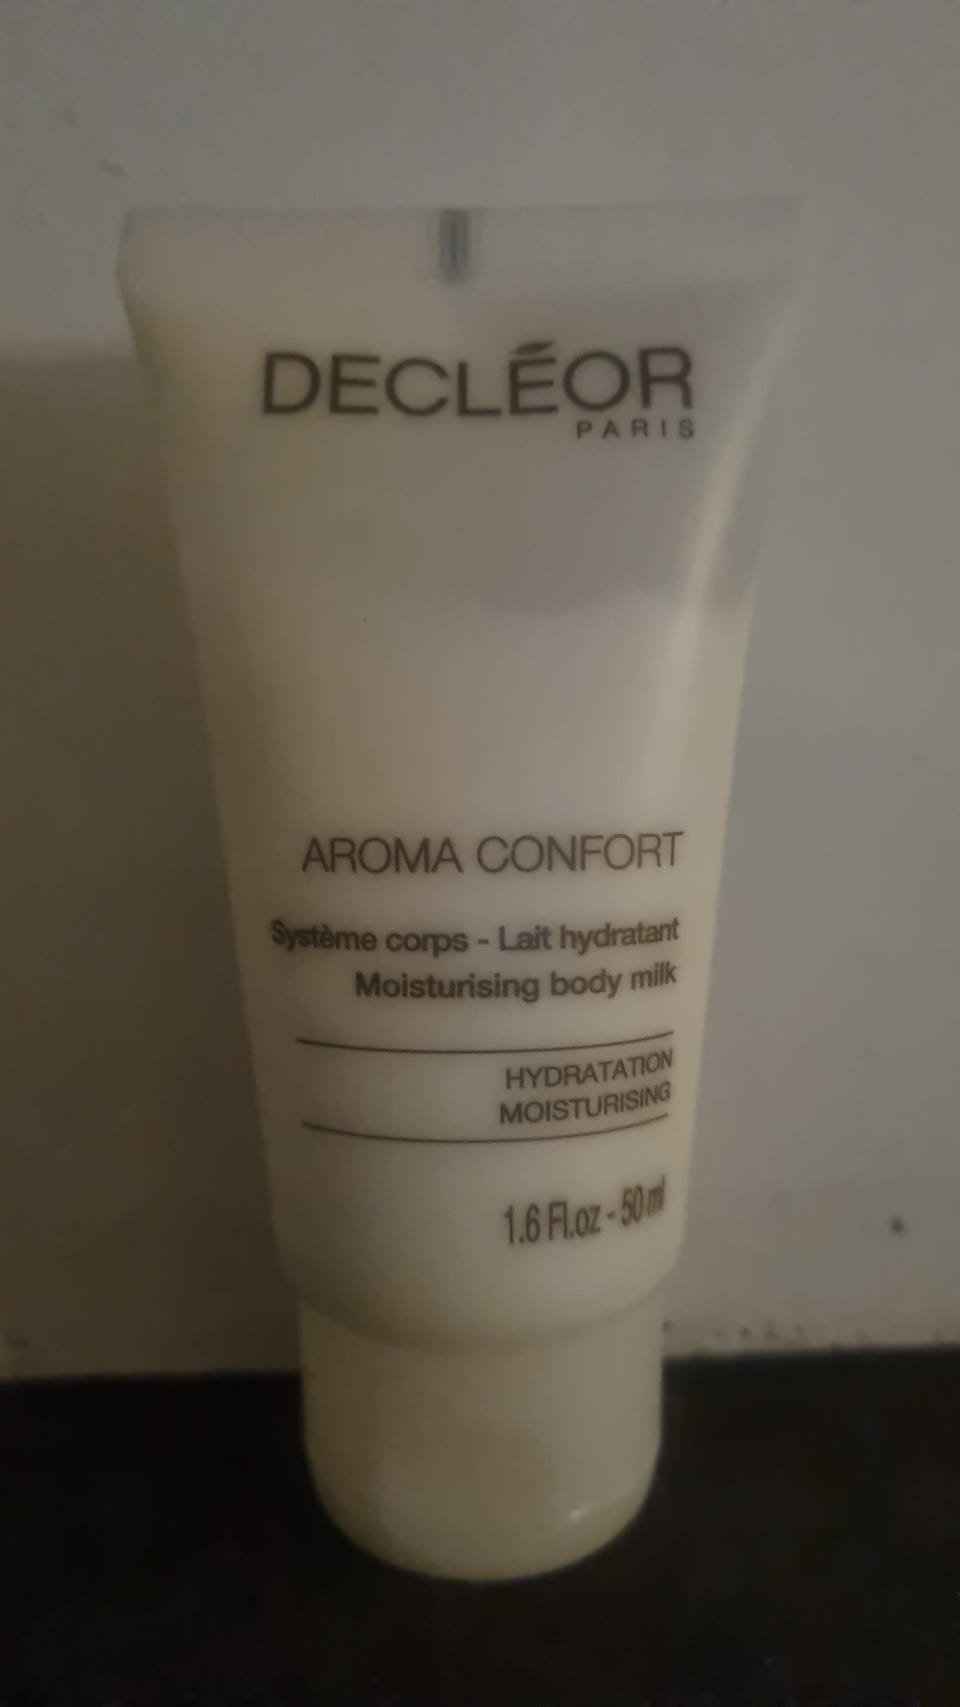 DECLÉOR
PARIS
AROMA CONFORT
Système corps - Lait hydratant
Moisturising body milk
HYDRATATION
MOISTURISING
1.6 Fl.oz - 50 ml